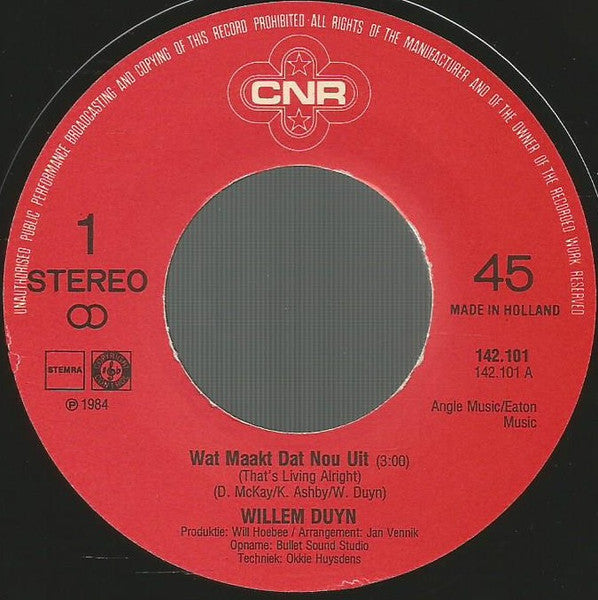 UNAUTHORISED PUBLIC PERFORMANCE BROADCASTING AND COPYING OF THIS RECORD PROHIBITED·ALL RIGHTS OF THE MANUFACTURER AND OF THE OWNER OF THE RECORDED WORK RESERVED
CNR
1
STEREO
45
MADE IN HOLLAND
STEMRA
℗ 1984
142.101
142.101 A
Angle Music/Eaton
Music
Wat Maakt Dat Nou Uit (3:00)
(That's Living Alright)
(D. McKay/K. Ashby/W. Duyn)
WILLEM DUYN
Produktie: Will Hoebee / Arrangement: Jan Vennik
Opname: Bullet Sound Studio
Techniek: Okkie Huysdens